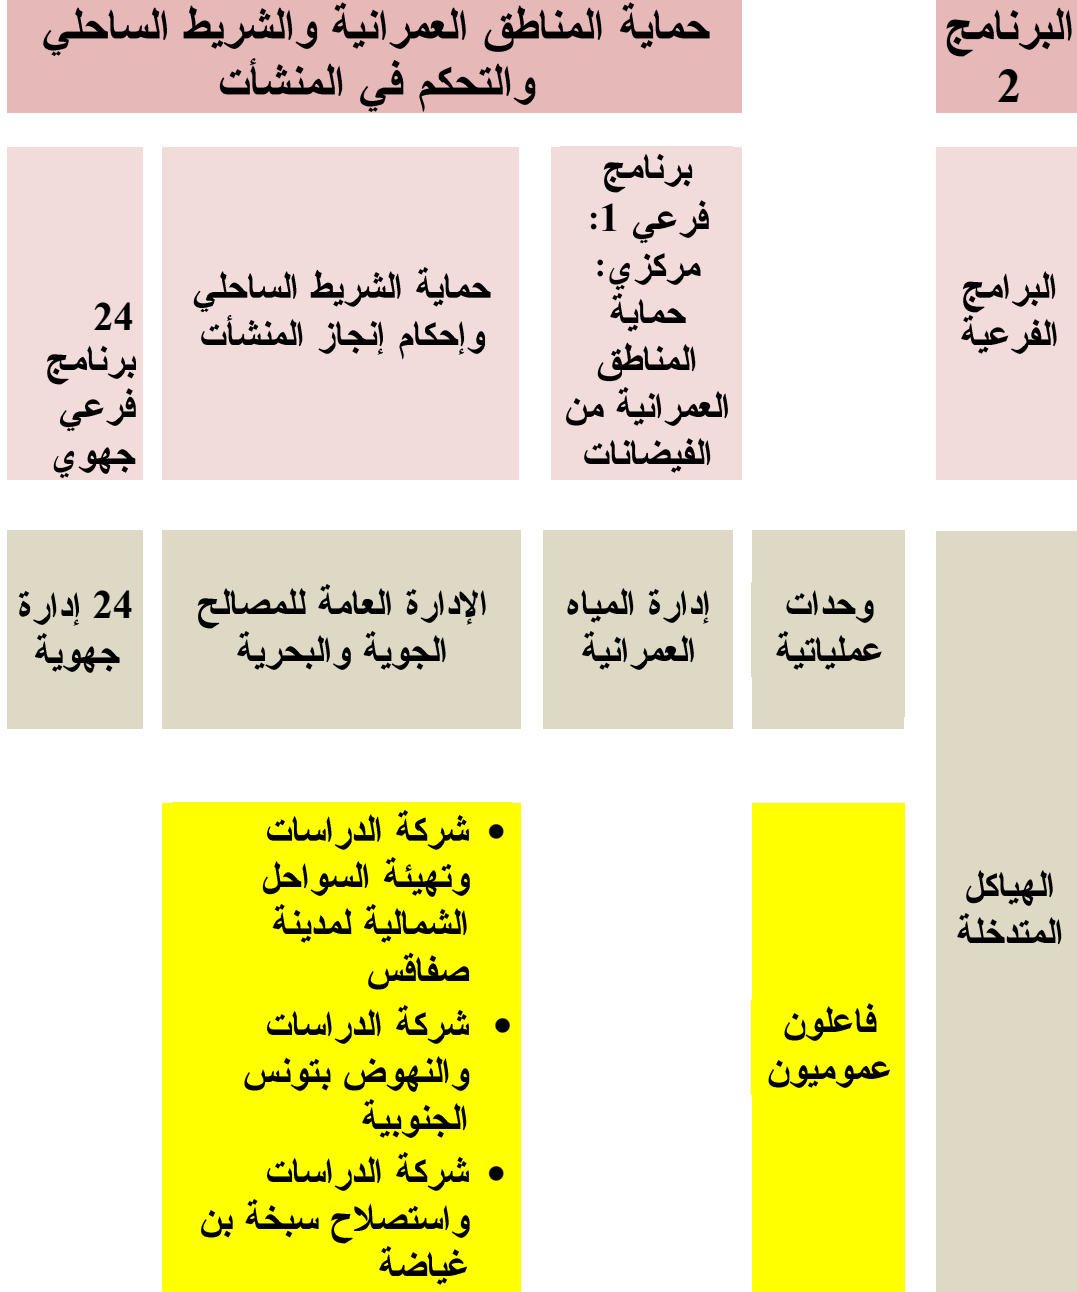 البرنامج
2
حماية المناطق العمرانية والشريط الساحلي
والتحكم في المنشأت
البرامج
الفرعية
برنامج
فرعي 1:
مركزي:
حماية
المناطق
العمرانية من
الفيضانات
حماية الشريط الساحلي
وإحكام إنجاز المنشأت
24
برنامج
فرعي
جهوي
الهياكل
المتدخلة
وحدات
عملياتية
إدارة المياه
العمرانية
الإدارة العامة للمصالح
الجوية والبحرية
24 إدارة
جهوية
فاعلون
عموميون
• شركة الدراسات
وتهيئة السواحل
الشمالية لمدينة
صفاقس
• شركة الدراسات
والنهوض بتونس
الجنوبية
• شركة الدراسات
واستصلاح سبخة بن
غياضة